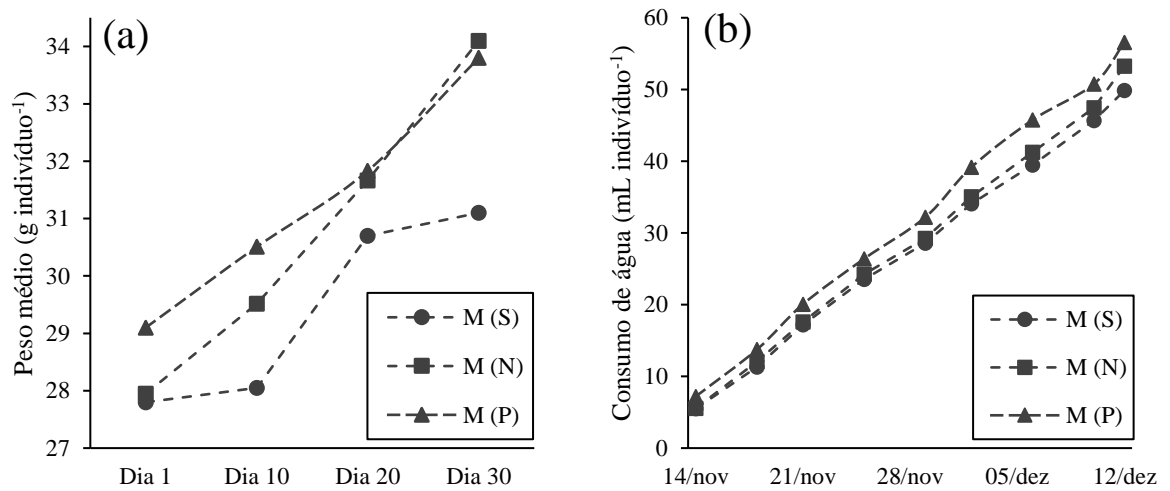 (a)
Peso médio (g indivíduo⁻¹)
34
33
32
31
30
29
28
27
Dia 1 Dia 10 Dia 20 Dia 30
M (S)
M (N)
M (P)
(b)
Consumo de água (mL indivíduo⁻¹)
60
50
40
30
20
10
0
14/nov 21/nov 28/nov 05/dez 12/dez
M (S)
M (N)
M (P)